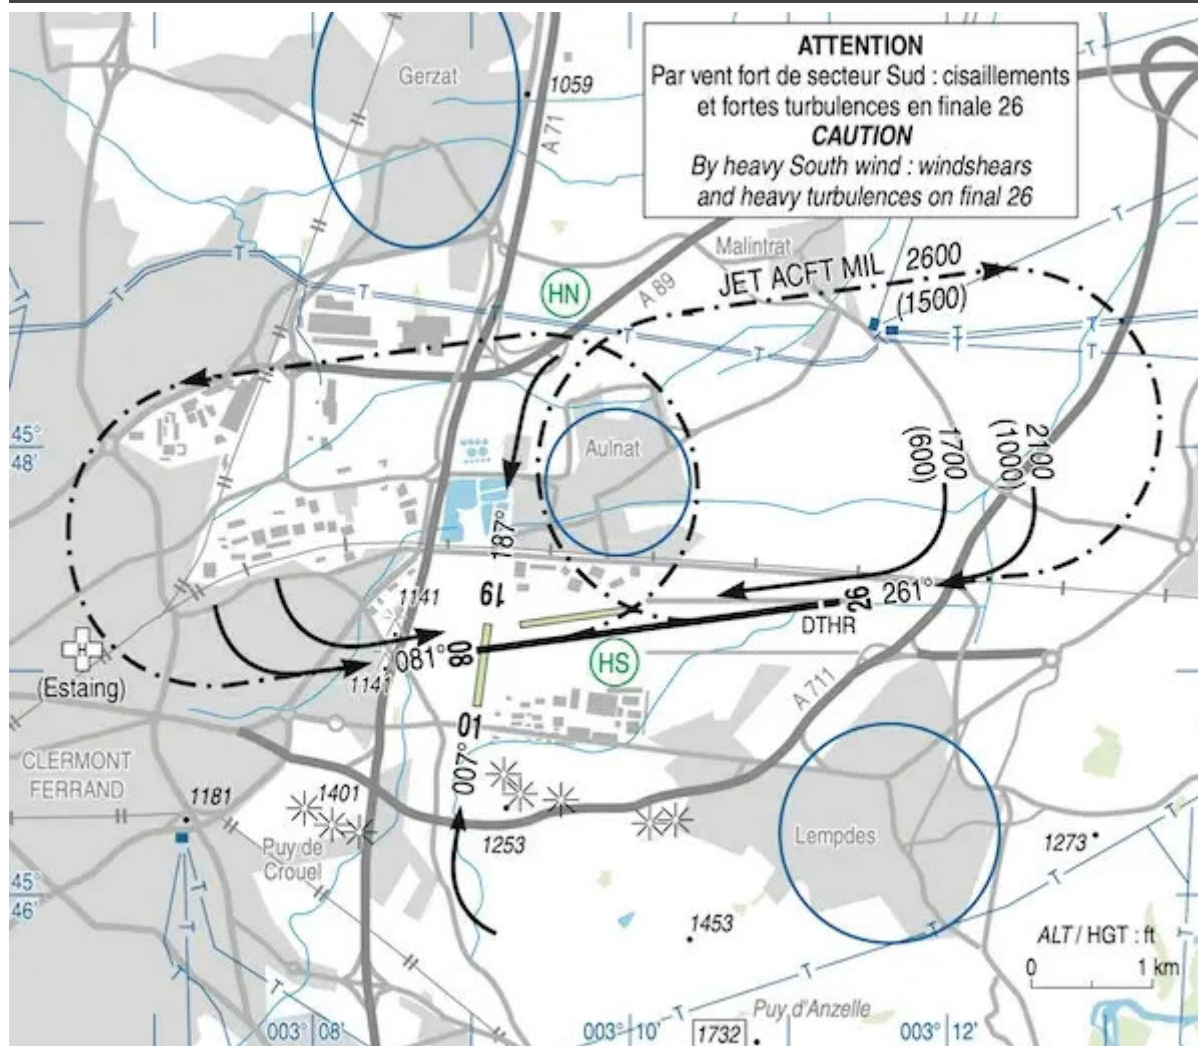 ATTENTION
Par vent fort de secteur Sud : cisaillements
et fortes turbulences en finale 26
CAUTION
By heavy South wind : windshears
and heavy turbulences on final 26
Gerzat
1059
A 71
Malintrat
JET ACFT MIL 2600
(1500)
HN
A 89
T
T
T
T
T
T
T
T
T
45°
48'
Aulnat
1700
(600)
2100
(1000)
187°
19
1141
081°
08
1141
26
261°
DTHR
HS
H
(Estaing)
A 711
01
007°
CLERMONT
FERRAND
1181
1401
1253
Puy de
Crouel
Lempdes
1273
45°
46'
1453
ALT / HGT : ft
0 1 km
T
T
T
T
T
T
T
T
T
Puy d'Anzelle
003° 08'
003° 10'
1732
003° 12'